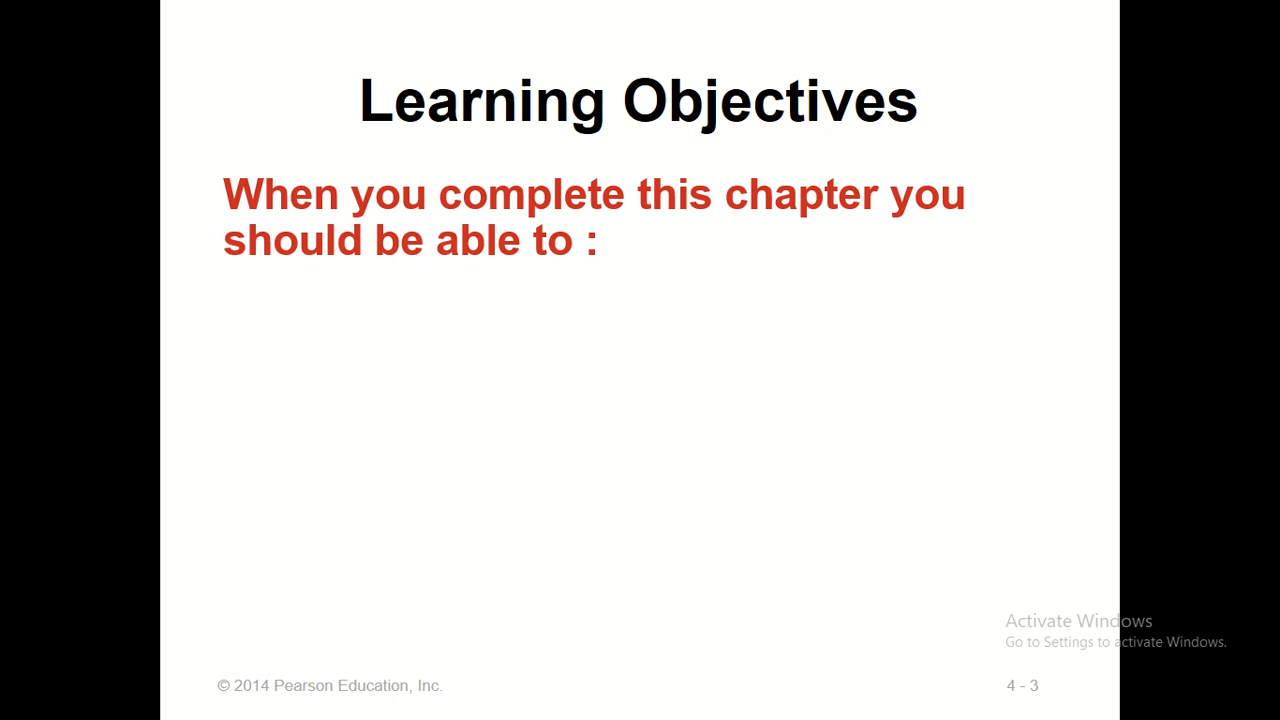 Learning Objectives
When you complete this chapter you
should be able to :
Activate Windows
Go to Settings to activate Windows.
© 2014 Pearson Education, Inc.
4 - 3